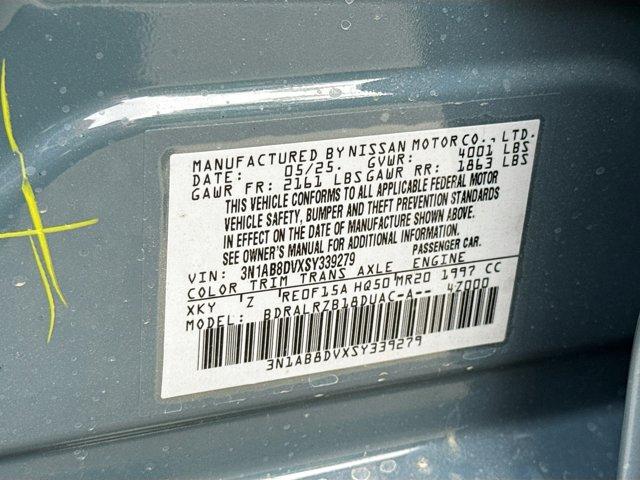 MANUFACTURED BY NISSAN MOTOR CO., LTD.
DATE: 05/25. GVWR: 4001 LBS
GAWR FR: 2161 LBS GAWR RR: 1863 LBS
THIS VEHICLE CONFORMS TO ALL APPLICABLE FEDERAL MOTOR
VEHICLE SAFETY, BUMPER AND THEFT PREVENTION STANDARDS
IN EFFECT ON THE DATE OF MANUFACTURE SHOWN ABOVE.
SEE OWNER'S MANUAL FOR ADDITIONAL INFORMATION.
VIN: 3N1AB8DVXSY339279 PASSENGER CAR.
COLOR TRIM TRANS AXLE ENGINE
XKY Z RE0F15A HQ50 MR20 1997 CC
MODEL: BDRALRZB18DUAC-A-- 4Z000
3N1AB8DVXSY339279